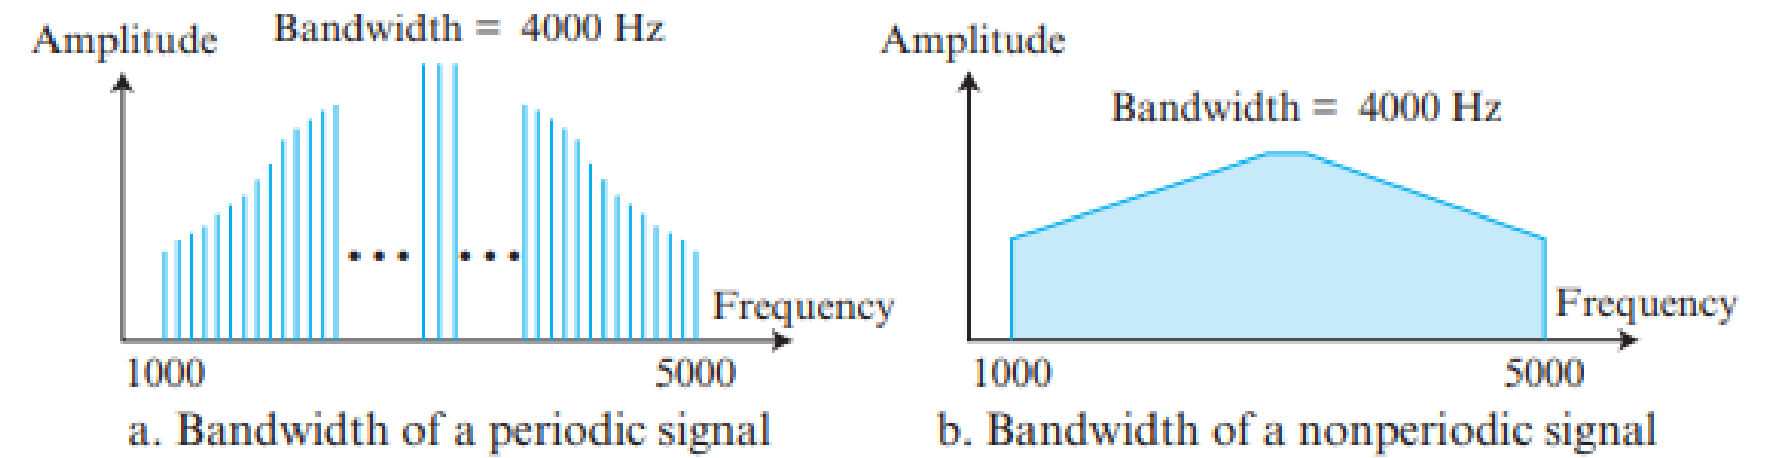 Amplitude
Bandwidth = 4000 Hz
Frequency
1000
5000
a. Bandwidth of a periodic signal
Amplitude
Bandwidth = 4000 Hz
Frequency
1000
5000
b. Bandwidth of a nonperiodic signal